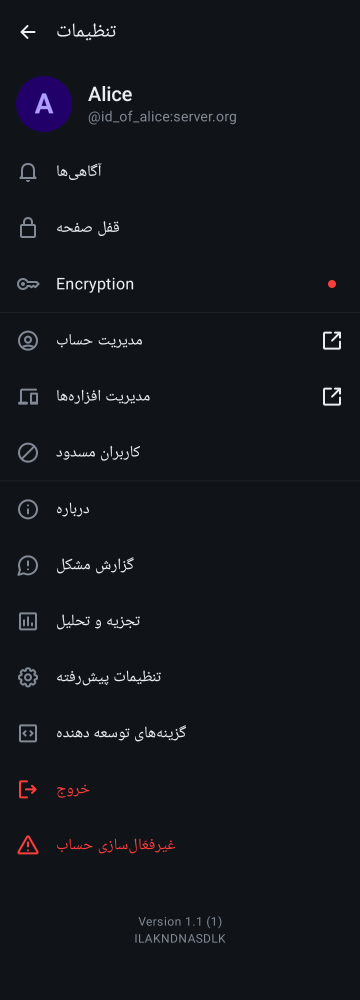 تنظیمات
A
Alice
@id_of_alice:server.org
آگاهی‌ها
قفل صفحه
Encryption
مدیریت حساب
مدیریت افزاره‌ها
کاربران مسدود
درباره
گزارش مشکل
تجزیه و تحلیل
تنظیمات پیش‌رفته
گزینه‌های توسعه دهنده
خروج
غیرفغال‌سازی حساب
Version 1.1 (1)
ILAKNDNASDLK